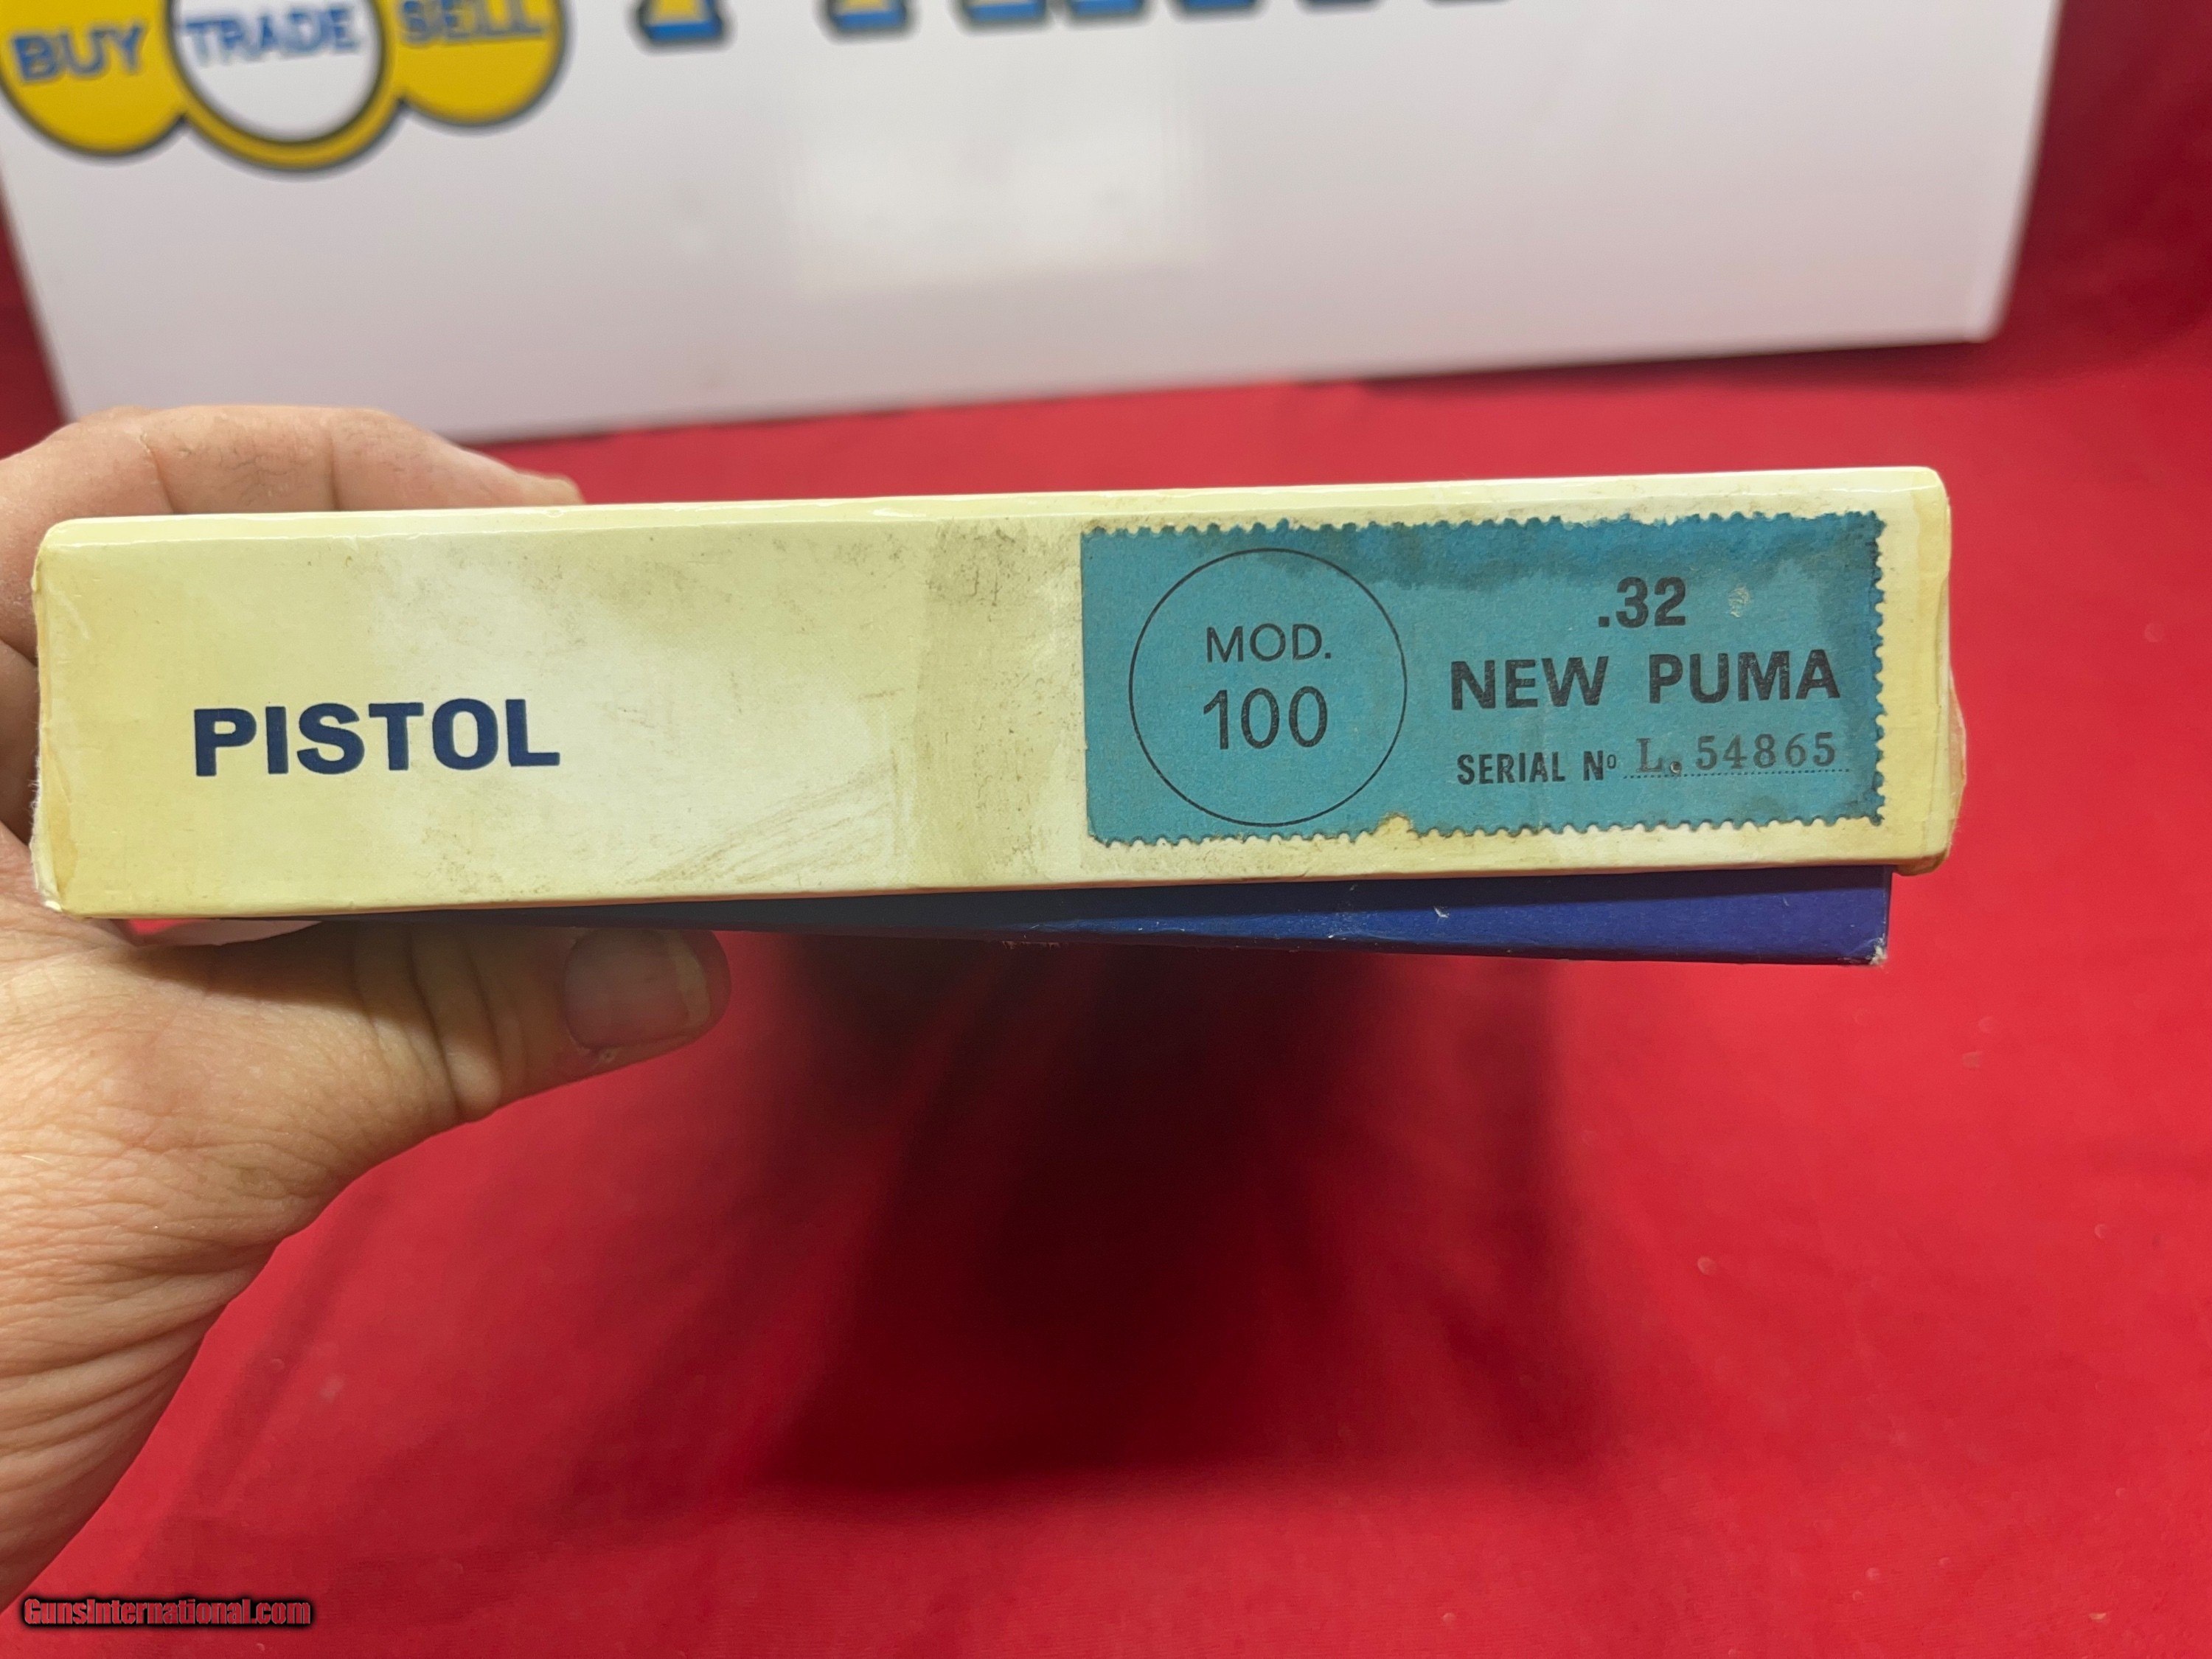 BUY TRADE SELL
PISTOL
MOD.
100
.32
NEW PUMA
SERIAL Nº L. 54865
GunsInternational.com